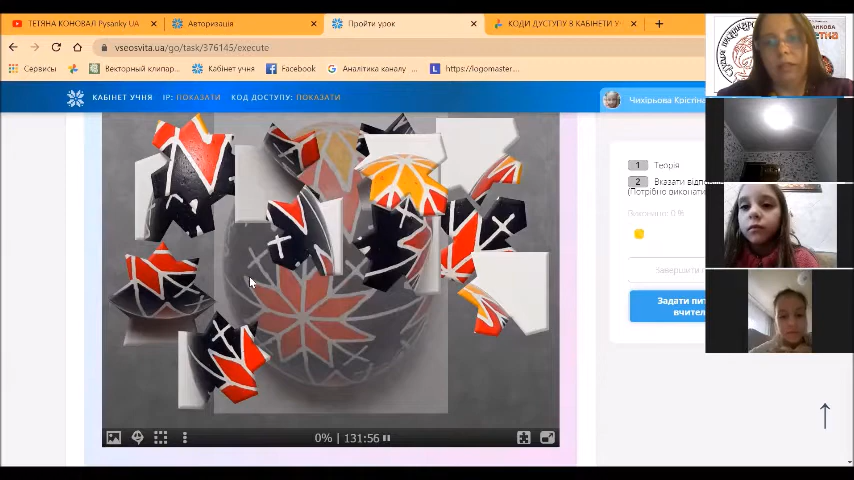 ТЕТЯНА КОНОВАЛ Pysanky UA
Авторизація
Пройти урок
КОДИ ДОСТУПУ В КАБІНЕТИ У
vseosvita.ua/go/task/376145/execute
Сервисы
Векторный клипар...
Кабінет учня
Facebook
Аналітика каналу ...
https://logomaster...
КАБІНЕТ УЧНЯ
IP: ПОКАЗАТИ
КОД ДОСТУПУ: ПОКАЗАТИ
Чихірьова Крістіна
1 Теорія
2 Вказати відпов
(Потрібно виконати
Виконано: 0 %
Завершити
Задати пит
вчител
0% | 131:56